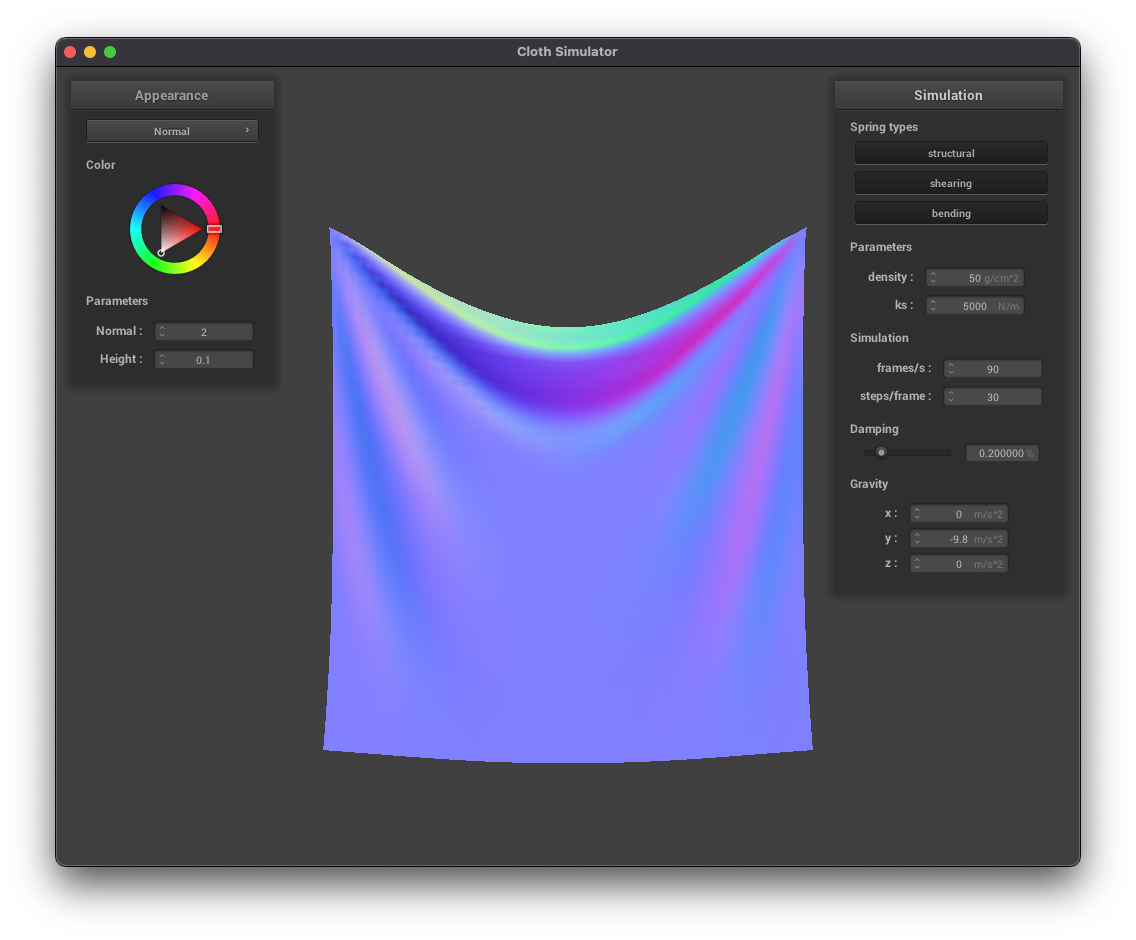 Cloth Simulator
Appearance
Normal ›
Color
Parameters
Normal : 2
Height : 0.1
Simulation
Spring types
structural
shearing
bending
Parameters
density : 50 g/cm^2
ks : 5000 N/m
Simulation
frames/s : 90
steps/frame : 30
Damping
0.200000 %
Gravity
x : 0 m/s^2
y : -9.8 m/s^2
z : 0 m/s^2